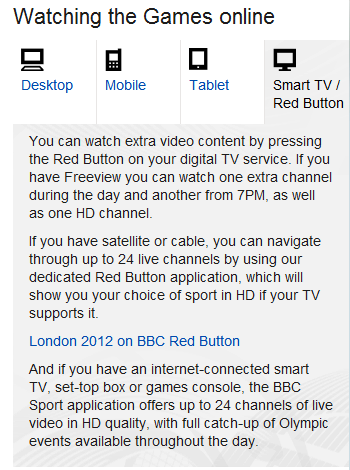 Watching the Games online
Desktop
Mobile
Tablet
Smart TV /
Red Button
You can watch extra video content by pressing
the Red Button on your digital TV service. If you
have Freeview you can watch one extra channel
during the day and another from 7PM, as well
as one HD channel.
If you have satellite or cable, you can navigate
through up to 24 live channels by using our
dedicated Red Button application, which will
show you your choice of sport in HD if your TV
supports it.
London 2012 on BBC Red Button
And if you have an internet-connected smart
TV, set-top box or games console, the BBC
Sport application offers up to 24 channels of live
video in HD quality, with full catch-up of Olympic
events available throughout the day.